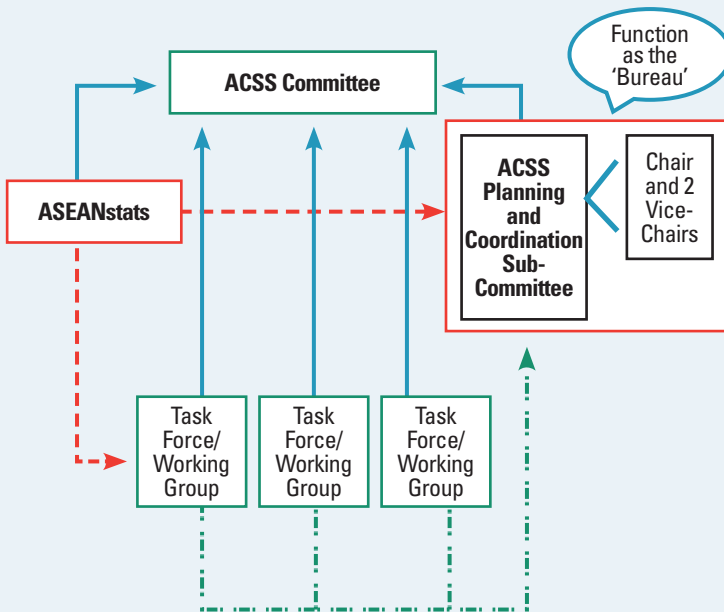 Function
as the
'Bureau'
ACSS Committee
ASEANstats
ACSS
Planning
and
Coordination
Sub-
Committee
Chair
and 2
Vice-
Chairs
Task
Force/
Working
Group
Task
Force/
Working
Group
Task
Force/
Working
Group